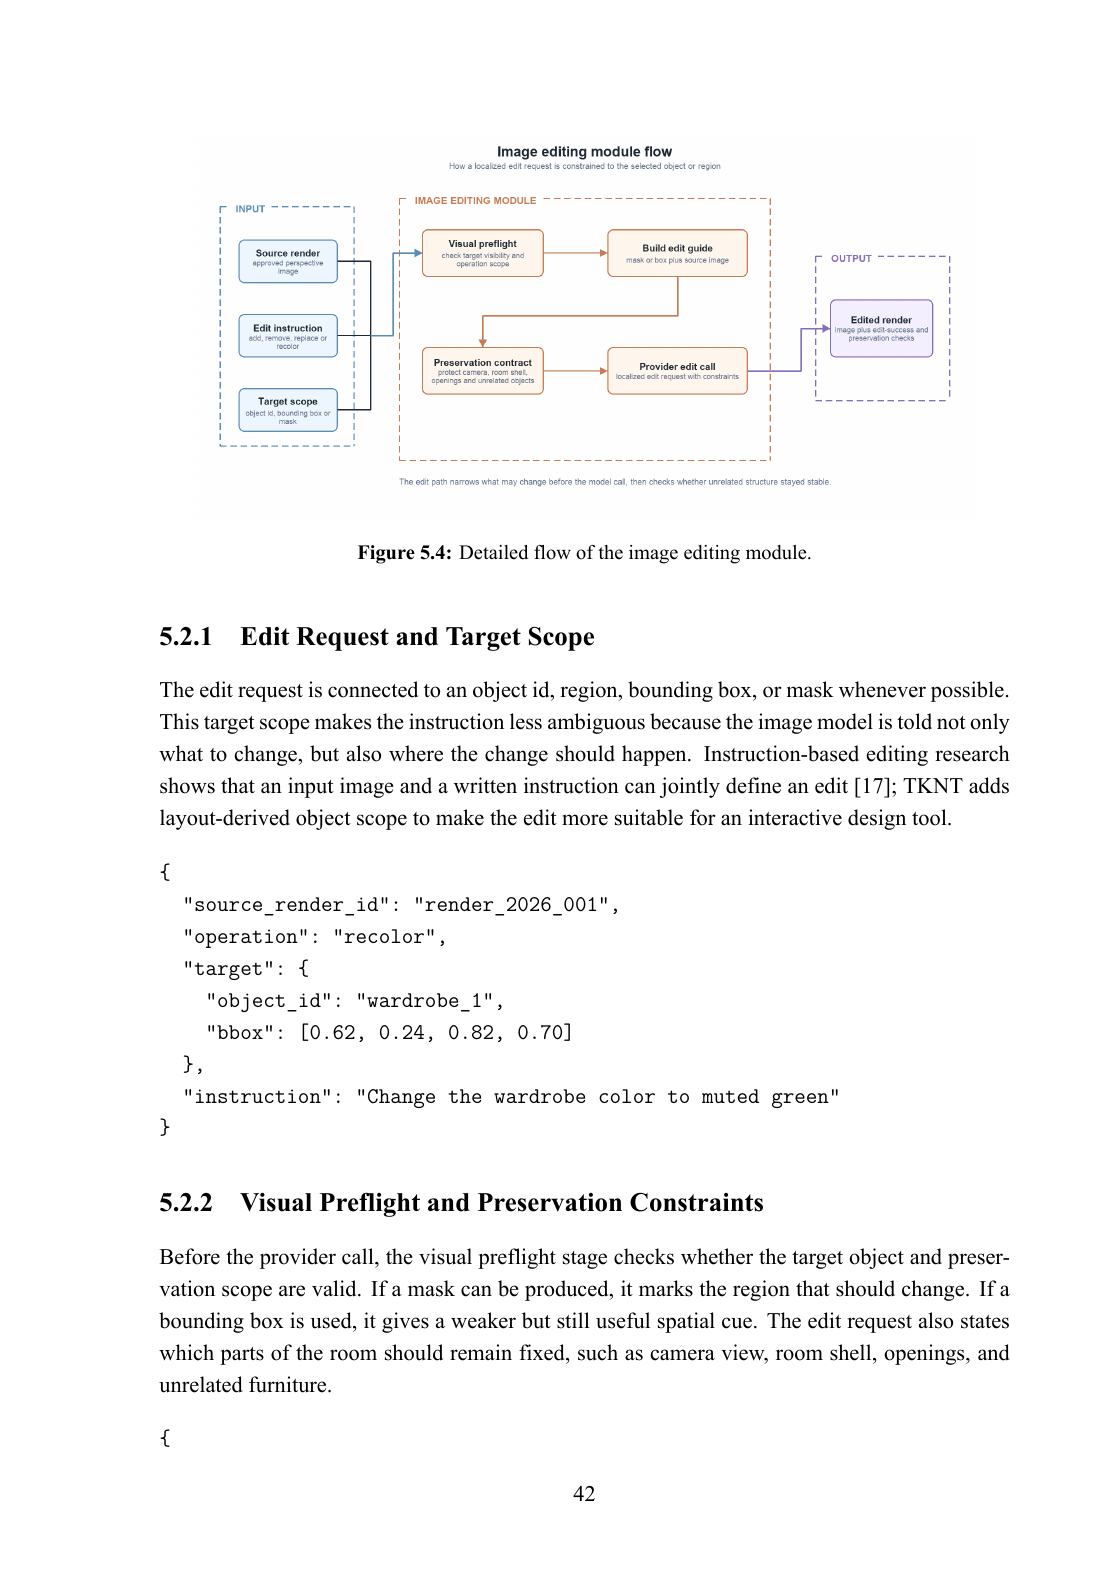 Image editing module flow
How a localized edit request is constrained to the selected object or region
INPUT
Source render
approved perspective
image
Edit instruction
add, remove, replace or
recolor
Target scope
object id, bounding box or
mask
IMAGE EDITING MODULE
Visual preflight
check target visibility and
operation scope
Build edit guide
mask or box plus source image
Preservation contract
protect camera, room shell,
openings and unrelated objects
Provider edit call
localized edit request with constraints
OUTPUT
Edited render
image plus edit-success and
preservation checks
The edit path narrows what may change before the model call, then checks whether unrelated structure stayed stable.
Figure 5.4: Detailed flow of the image editing module.
5.2.1 Edit Request and Target Scope
The edit request is connected to an object id, region, bounding box, or mask whenever possible.
This target scope makes the instruction less ambiguous because the image model is told not only
what to change, but also where the change should happen. Instruction-based editing research
shows that an input image and a written instruction can jointly define an edit [17]; TKNT adds
layout-derived object scope to make the edit more suitable for an interactive design tool.
{
  "source_render_id": "render_2026_001",
  "operation": "recolor",
  "target": {
    "object_id": "wardrobe_1",
    "bbox": [0.62, 0.24, 0.82, 0.70]
  },
  "instruction": "Change the wardrobe color to muted green"
}
5.2.2 Visual Preflight and Preservation Constraints
Before the provider call, the visual preflight stage checks whether the target object and preser-
vation scope are valid. If a mask can be produced, it marks the region that should change. If a
bounding box is used, it gives a weaker but still useful spatial cue. The edit request also states
which parts of the room should remain fixed, such as camera view, room shell, openings, and
unrelated furniture.
{
42